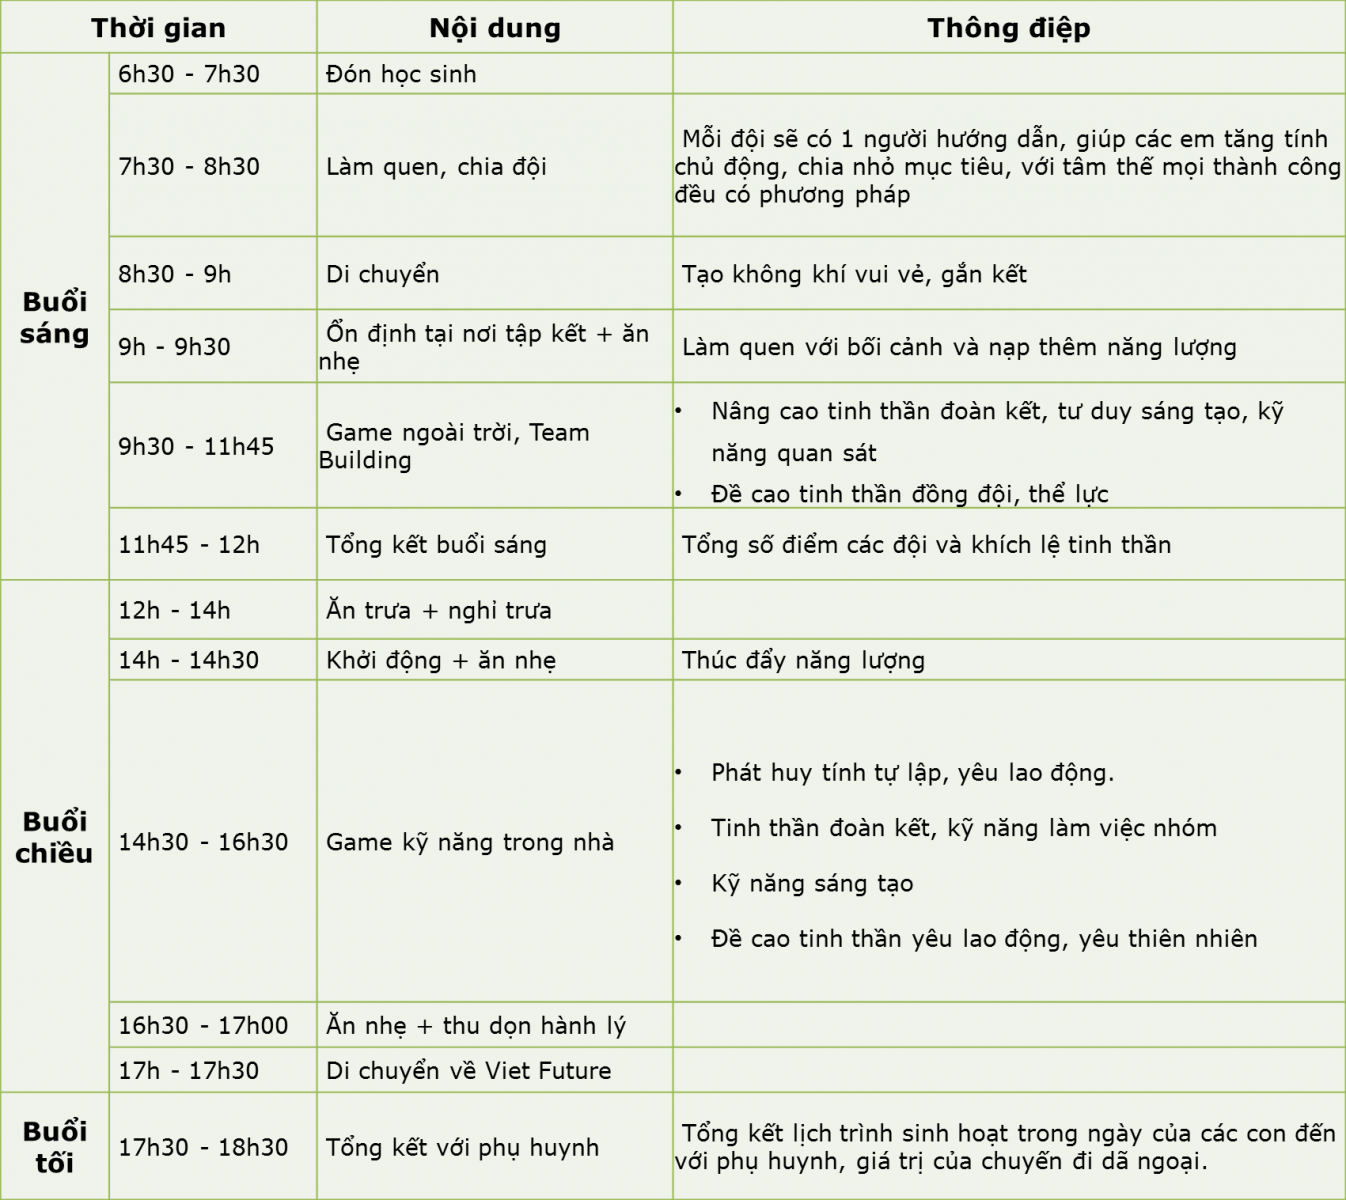 Thời gian Nội dung Thông điệp
Buổi
sáng
6h30 - 7h30 Đón học sinh
7h30 - 8h30 Làm quen, chia đội
Mỗi đội sẽ có 1 người hướng dẫn, giúp các em tăng tính
chủ động, chia nhỏ mục tiêu, với tâm thế mọi thành công
đều có phương pháp
8h30 - 9h Di chuyển Tạo không khí vui vẻ, gắn kết
9h - 9h30
Ổn định tại nơi tập kết + ăn
nhẹ
Làm quen với bối cảnh và nạp thêm năng lượng
9h30 - 11h45
Game ngoài trời, Team
Building
• Nâng cao tinh thần đoàn kết, tư duy sáng tạo, kỹ
năng quan sát
• Đề cao tinh thần đồng đội, thể lực
11h45 - 12h Tổng kết buổi sáng Tổng số điểm các đội và khích lệ tinh thần
Buổi
chiều
12h - 14h Ăn trưa + nghỉ trưa
14h - 14h30 Khởi động + ăn nhẹ Thúc đẩy năng lượng
14h30 - 16h30 Game kỹ năng trong nhà
• Phát huy tính tự lập, yêu lao động.
• Tinh thần đoàn kết, kỹ năng làm việc nhóm
• Kỹ năng sáng tạo
• Đề cao tinh thần yêu lao động, yêu thiên nhiên
16h30 - 17h00 Ăn nhẹ + thu dọn hành lý
17h - 17h30 Di chuyển về Viet Future
Buổi
tối
17h30 - 18h30 Tổng kết với phụ huynh
Tổng kết lịch trình sinh hoạt trong ngày của các con đến
với phụ huynh, giá trị của chuyến đi dã ngoại.